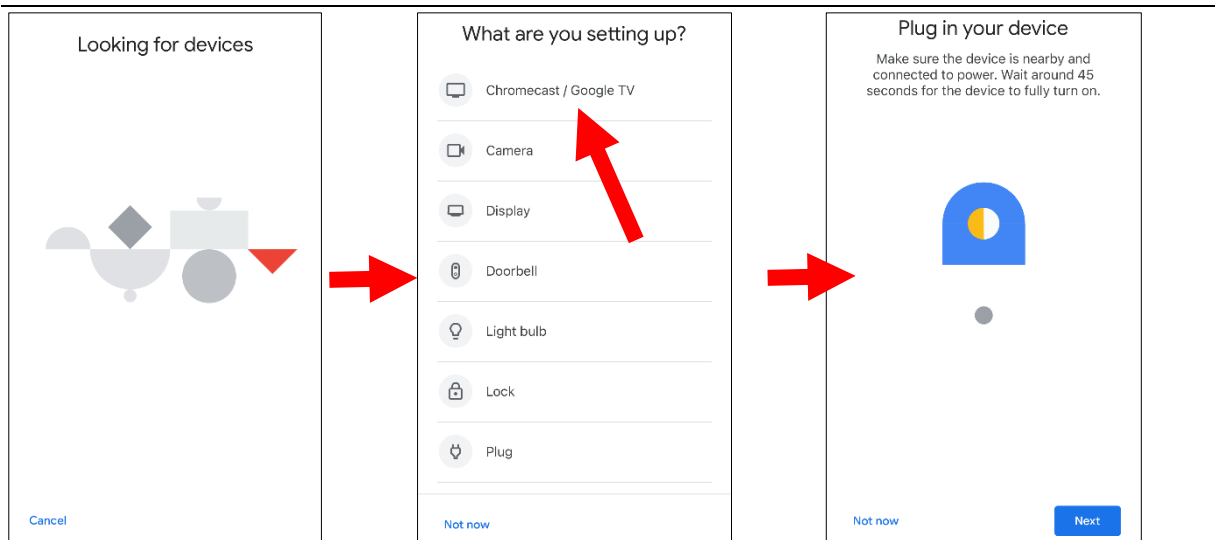 Looking for devices
Cancel
What are you setting up?
Chromecast / Google TV
Camera
Display
Doorbell
Light bulb
Lock
Plug
Not now
Plug in your device
Make sure the device is nearby and
connected to power. Wait around 45
seconds for the device to fully turn on.
Not now
Next